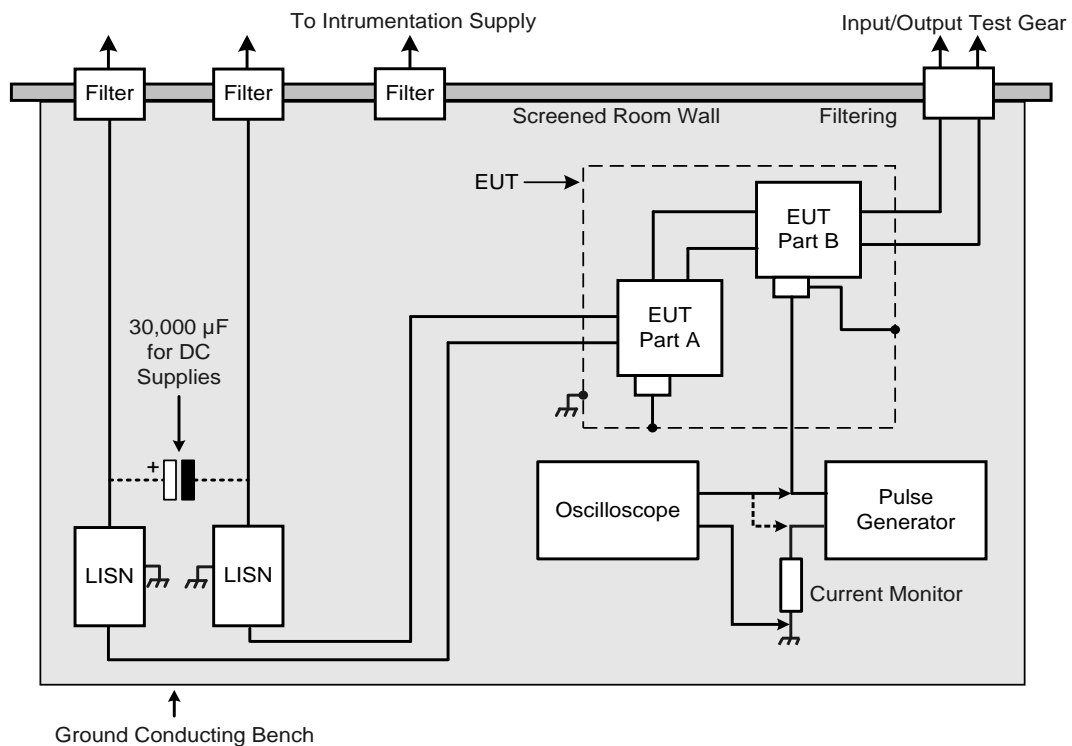 To Intrumentation Supply
Input/Output Test Gear
Filter
Filter
Filter
Screened Room Wall
Filtering
EUT
EUT
Part B
EUT
Part A
30,000 µF
for DC
Supplies
+
Oscilloscope
Pulse
Generator
LISN
LISN
Current Monitor
Ground Conducting Bench